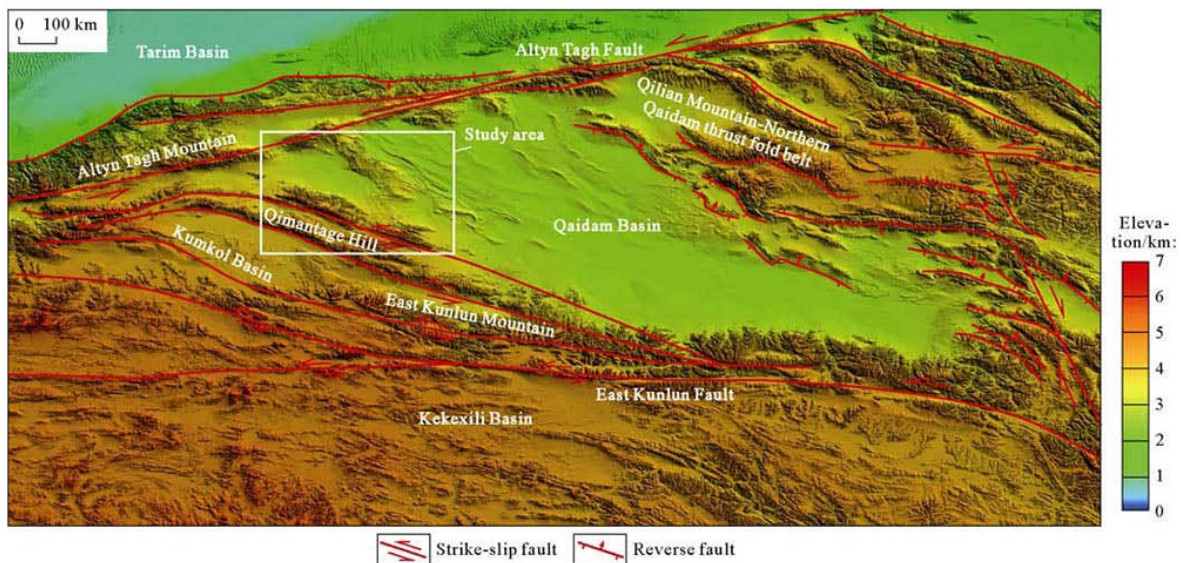 0 100 km
Tarim Basin
Altyn Tagh Fault
Qilian Mountain-Northern
Qaidam thrust fold belt
Study area
Altyn Tagh Mountain
Qaidam Basin
Qimantage Hill
Kumkol Basin
East Kunlun Mountain
East Kunlun Fault
Kekexili Basin
Eleva-
tion/km:
7
6
5
4
3
2
1
0
Strike-slip fault
Reverse fault